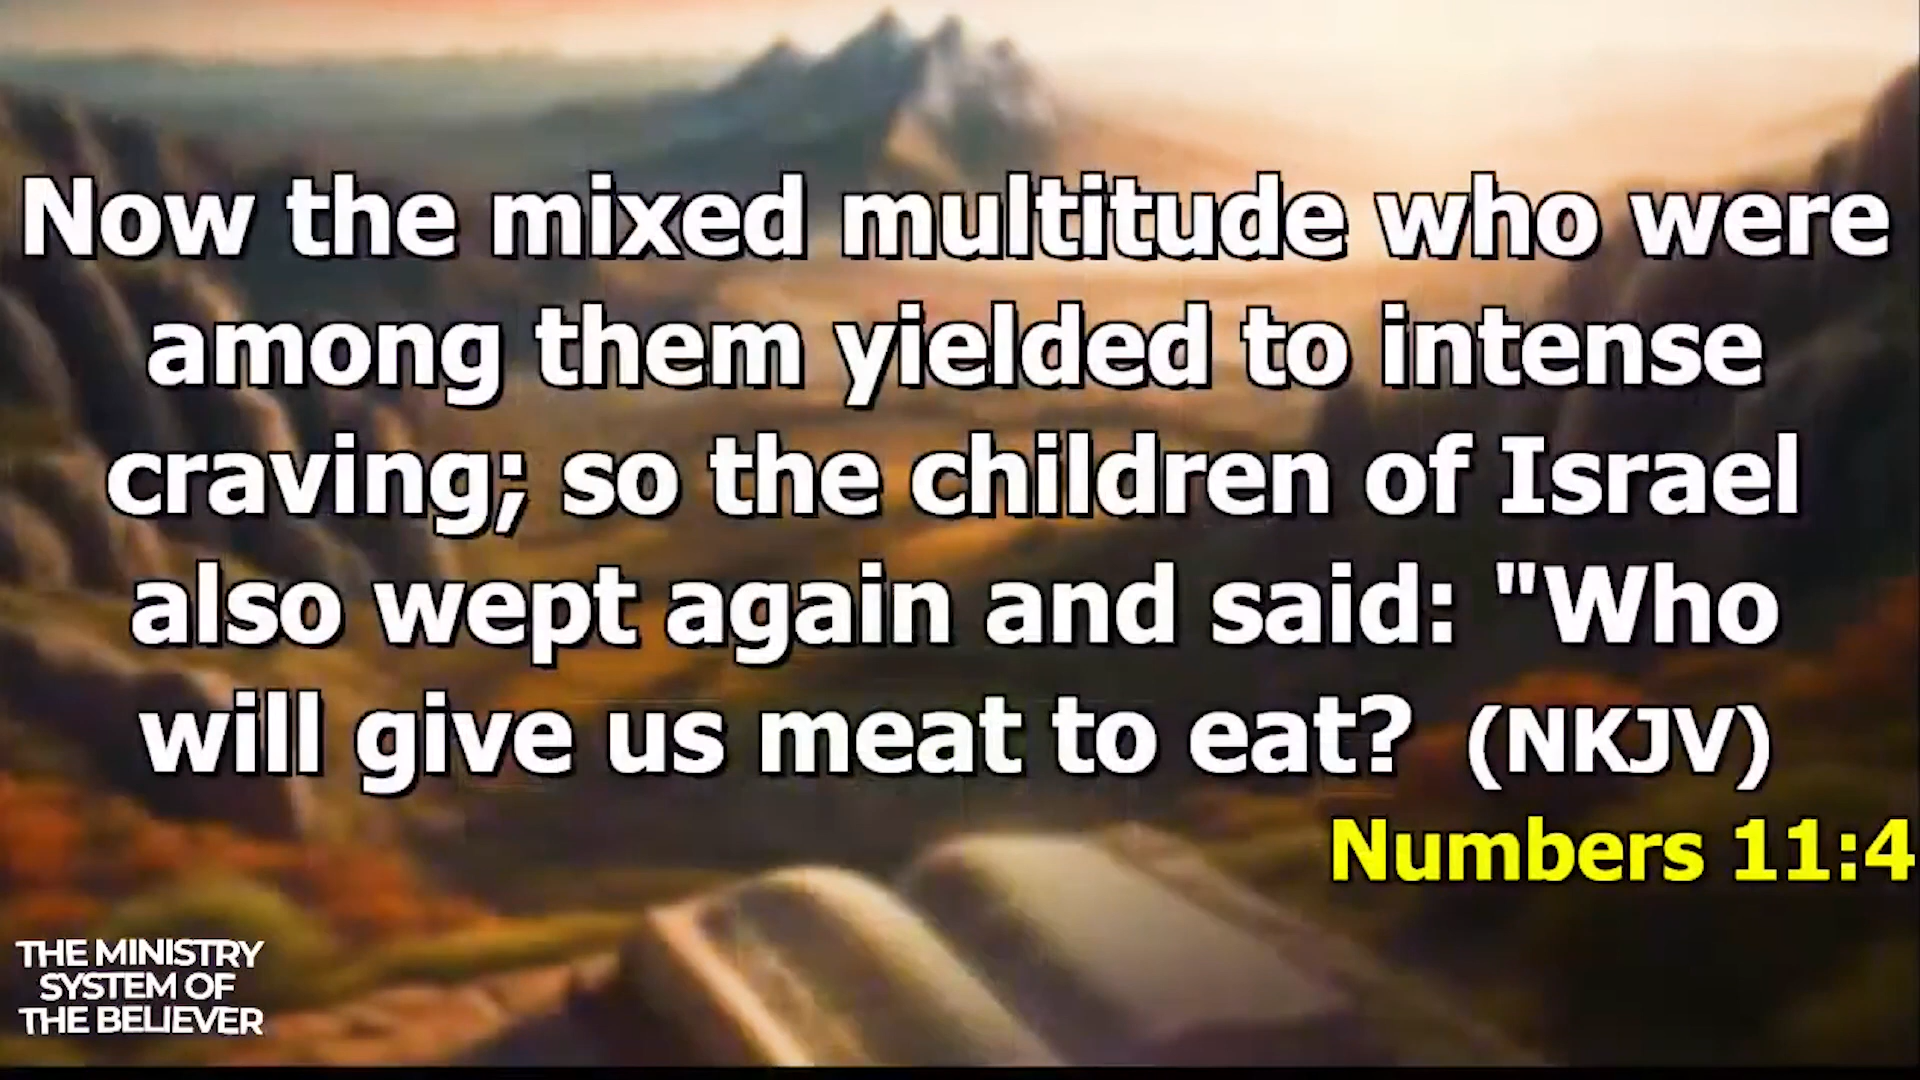 Now the mixed multitude who were
among them yielded to intense
craving; so the children of Israel
also wept again and said: "Who
will give us meat to eat? (NKJV)
Numbers 11:4
THE MINISTRY
SYSTEM OF
THE BELIEVER